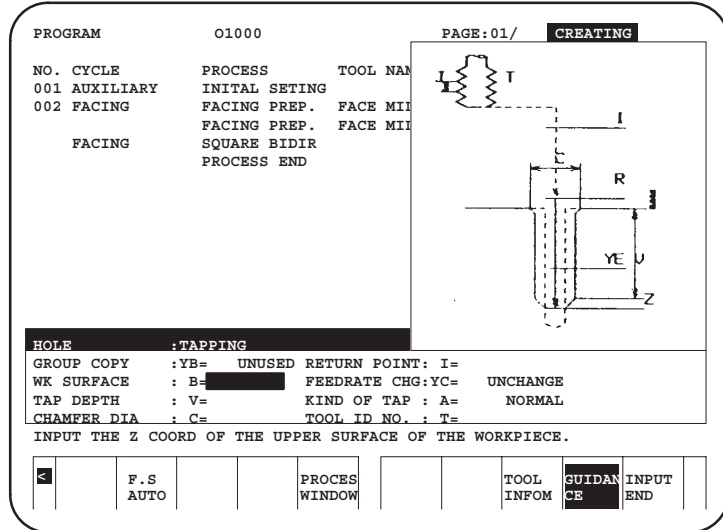 PROGRAM O1000 PAGE:01/ CREATING
NO. CYCLE PROCESS TOOL NAM
001 AUXILIARY INITAL SETING
002 FACING FACING PREP. FACE MIL
FACING PREP. FACE MIL
FACING SQUARE BIDIR
PROCESS END
T
I
C
R
YE V
Z
HOLE :TAPPING
GROUP COPY :YB= UNUSED RETURN POINT: I=
WK SURFACE : B= FEEDRATE CHG:YC= UNCHANGE
TAP DEPTH : V= KIND OF TAP : A= NORMAL
CHAMFER DIA : C= TOOL ID NO. : T=
INPUT THE Z COORD OF THE UPPER SURFACE OF THE WORKPIECE.
< F.S PROCES TOOL GUIDAN INPUT
AUTO WINDOW INFOM CE END